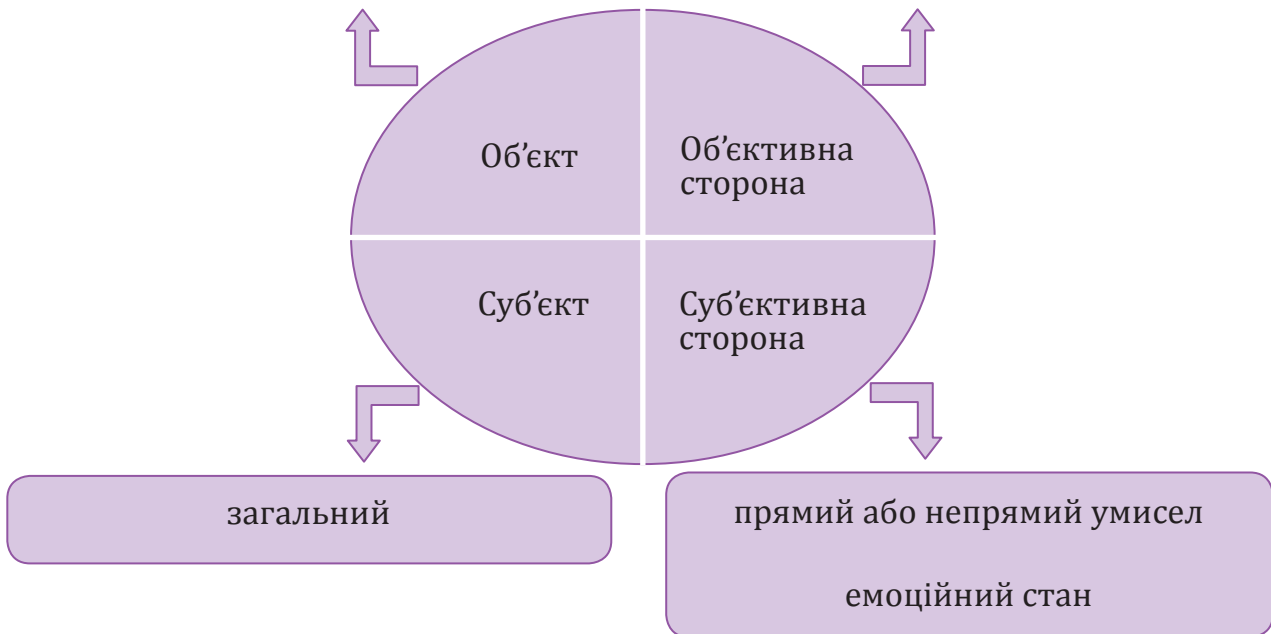 Об’єкт
Об’єктивна
сторона
Суб’єкт
Суб’єктивна
сторона
загальний
прямий або непрямий умисел
емоційний стан